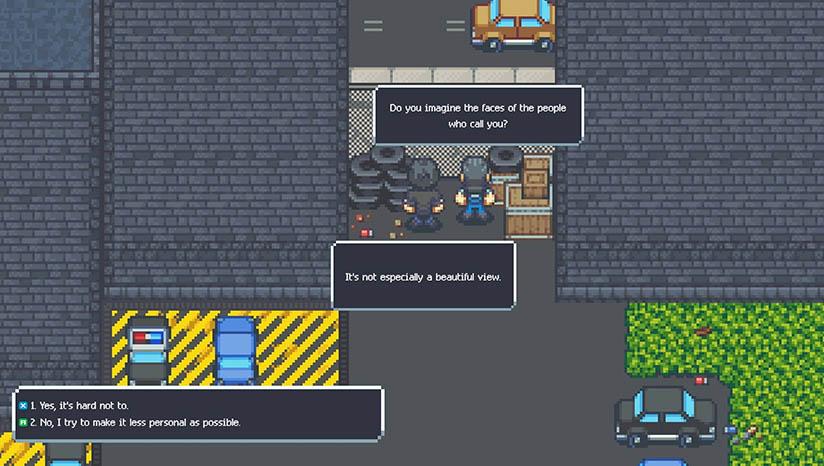 Do you imagine the faces of the people
who call you?
It's not especially a beautiful view.
1. Yes, it's hard not to.
2. No, I try to make it less personal as possible.